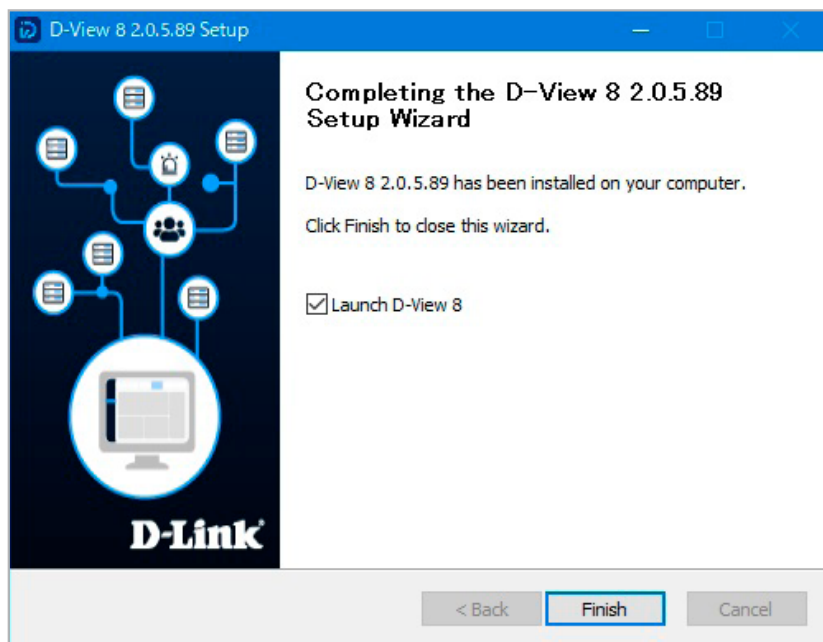 D-View 8 2.0.5.89 Setup
Completing the D-View 8 2.0.5.89
Setup Wizard
D-View 8 2.0.5.89 has been installed on your computer.
Click Finish to close this wizard.
Launch D-View 8
D-Link®
< Back
Finish
Cancel